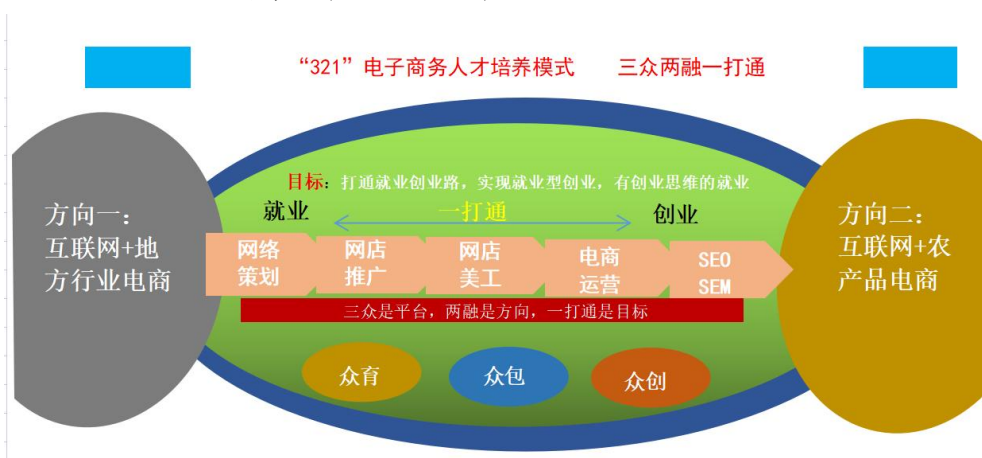 “321”电子商务人才培养模式　三众两融一打通
目标：打通就业创业路，实现就业型创业，有创业思维的就业
就业
一打通
创业
方向一：
互联网+地
方行业电商
网络
策划
网店
推广
网店
美工
电商
运营
SEO
SEM
方向二：
互联网+农
产品电商
三众是平台，两融是方向，一打通是目标
众育
众包
众创